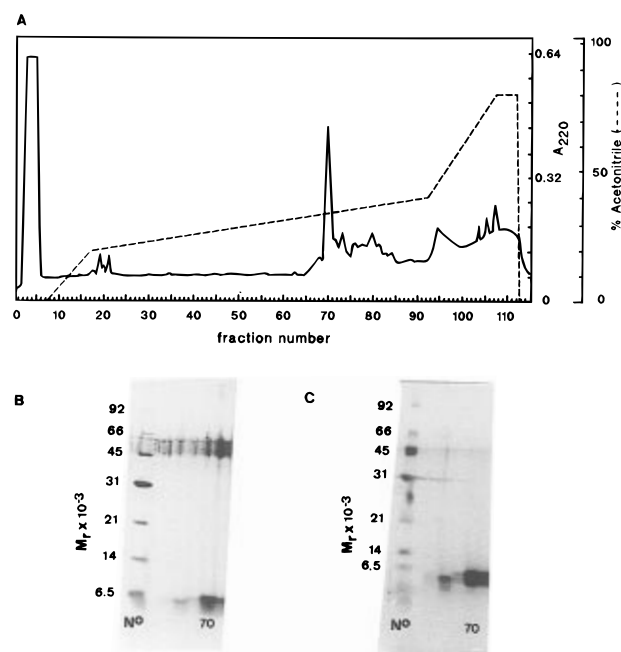 A
0.64
100
A220
0.32
50
% Acetonitrile (----)
0
0
0 10 20 30 40 50 60 70 80 90 100 110
fraction number
B
92
66
45
31
21
14
6.5
Mr x 10-3
Nº 70
C
92
66
45
31
21
14
6.5
Mr x 10-3
Nº 70